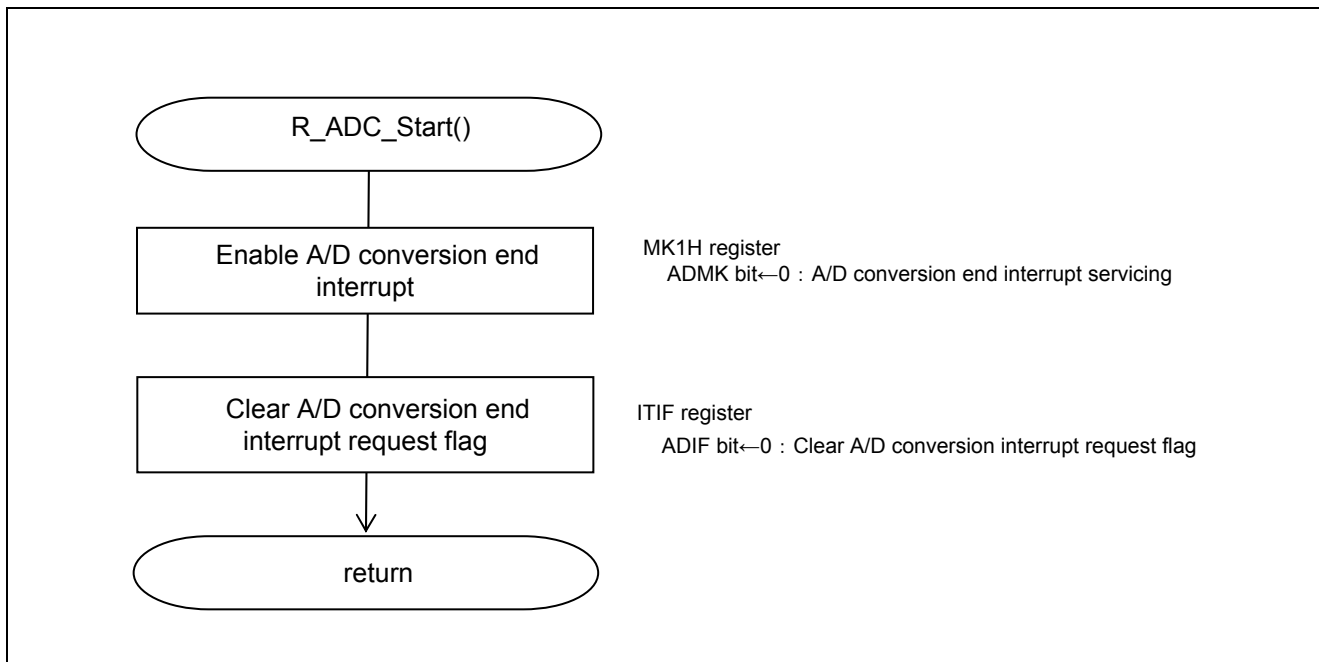 R_ADC_Start()
Enable A/D conversion end
interrupt
MK1H register
ADMK bit←0 : A/D conversion end interrupt servicing
Clear A/D conversion end
interrupt request flag
ITIF register
ADIF bit←0 : Clear A/D conversion interrupt request flag
return